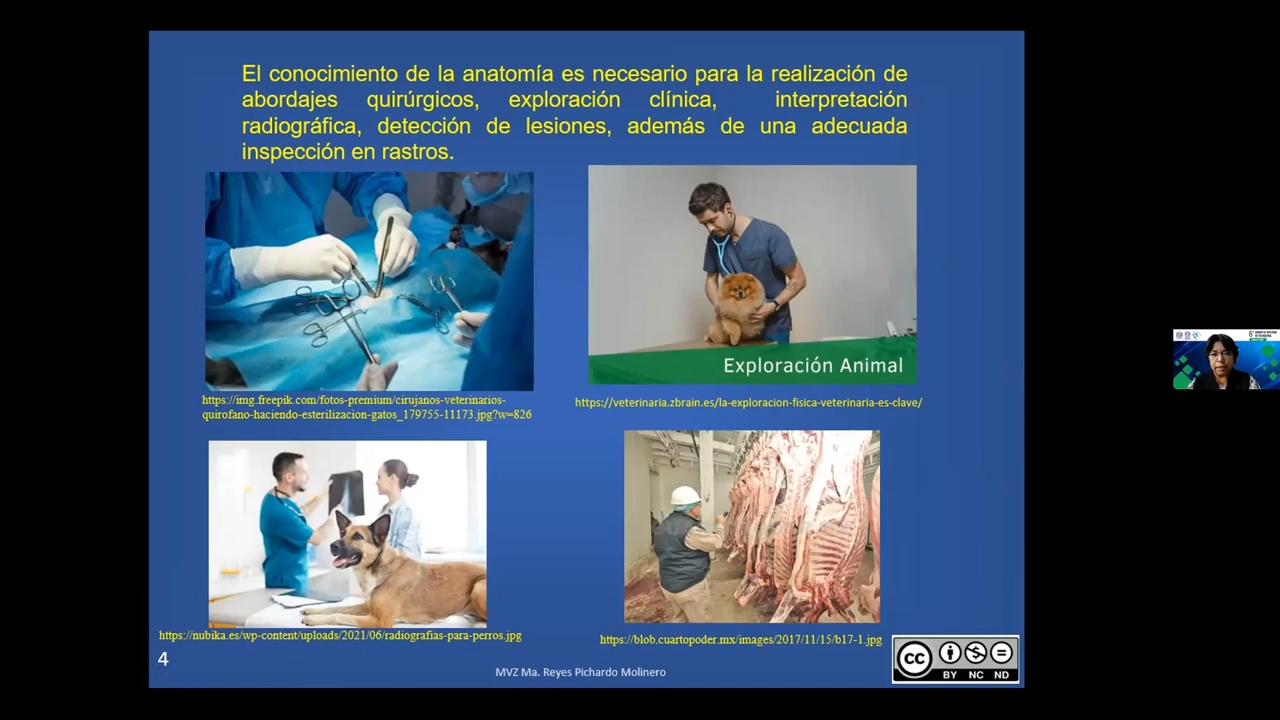 El conocimiento de la anatomía es necesario para la realización de
abordajes quirúrgicos, exploración clínica, interpretación
radiográfica, detección de lesiones, además de una adecuada
inspección en rastros.
Exploración Animal
https://img.freepik.com/fotos-premium/cirujanos-veterinarios-
quirofano-haciendo-esterilizacion-gatos_179755-11173.jpg?w=826
https://veterinaria.zbrain.es/la-exploracion-fisica-veterinaria-es-clave/
https://nubika.es/wp-content/uploads/2021/06/radiografias-para-perros.jpg
https://blob.cuartopoder.mx/images/2017/11/15/b17-1.jpg
4
MVZ Ma. Reyes Pichardo Molinero
cc
BY NC ND